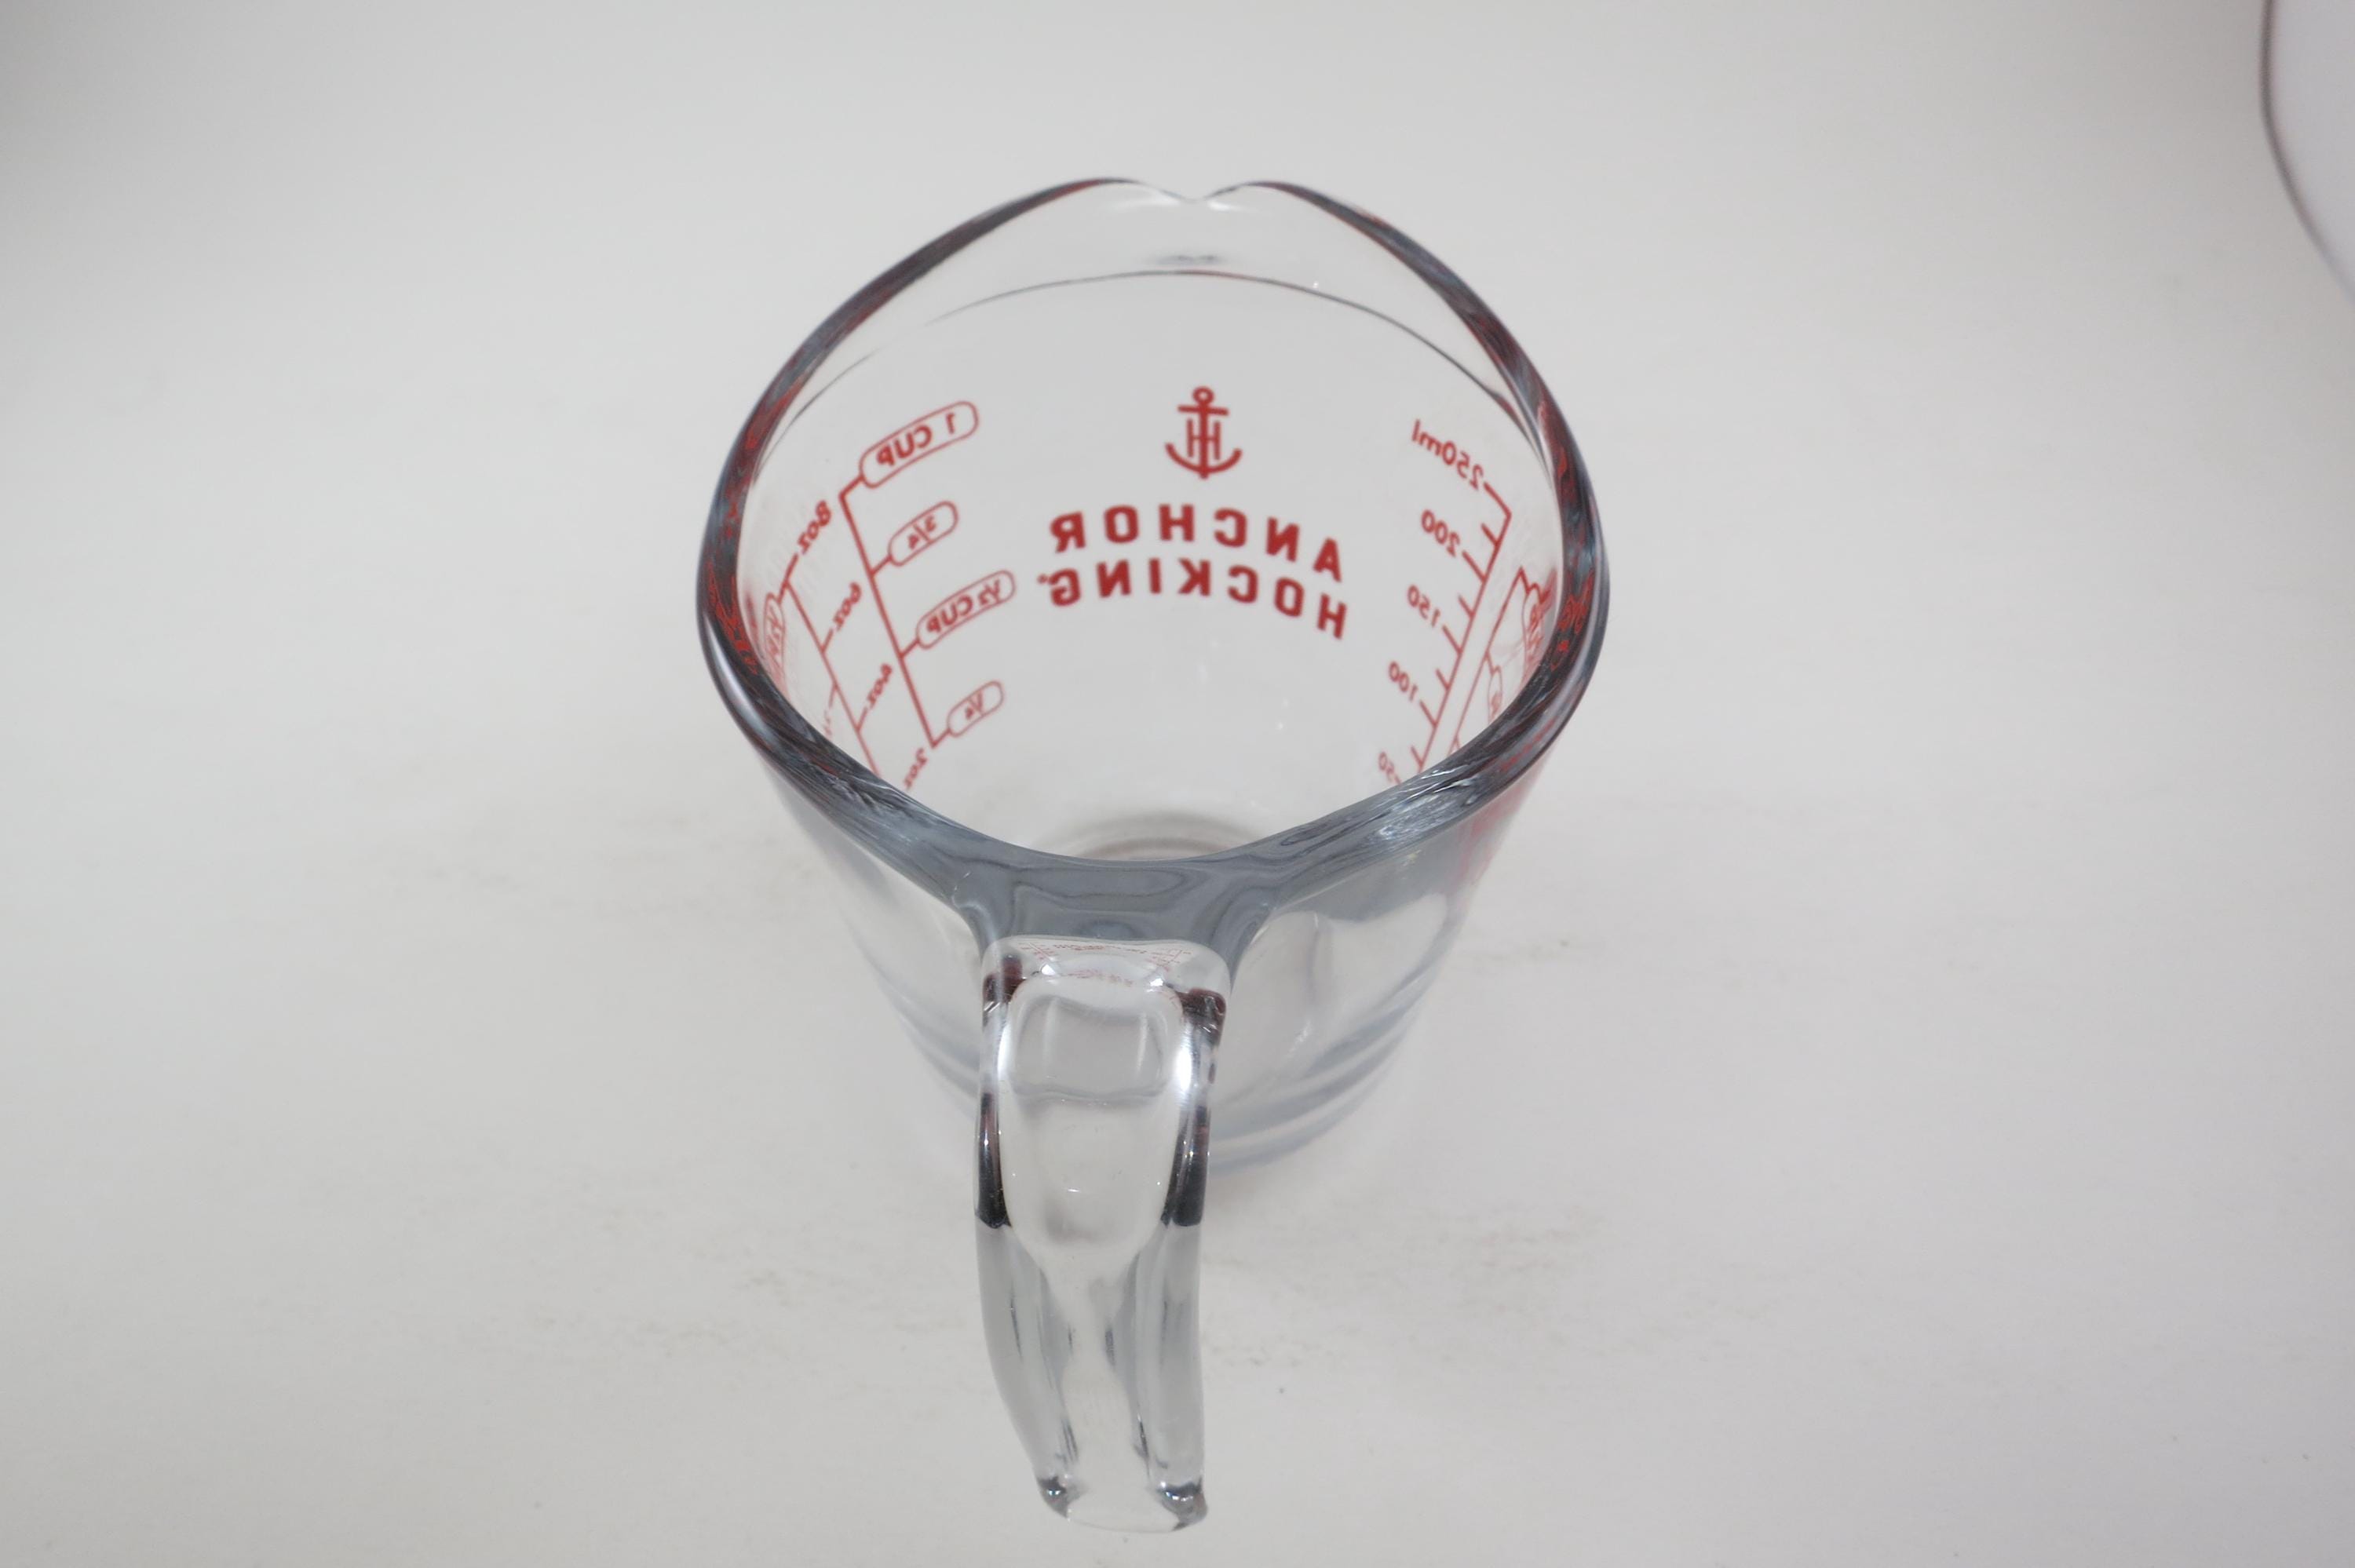 1 CUP
3/4
1/2 CUP
1/4
8oz
6oz
4oz
2oz
ANCHOR
HOCKING
250ml
200
150
100
50